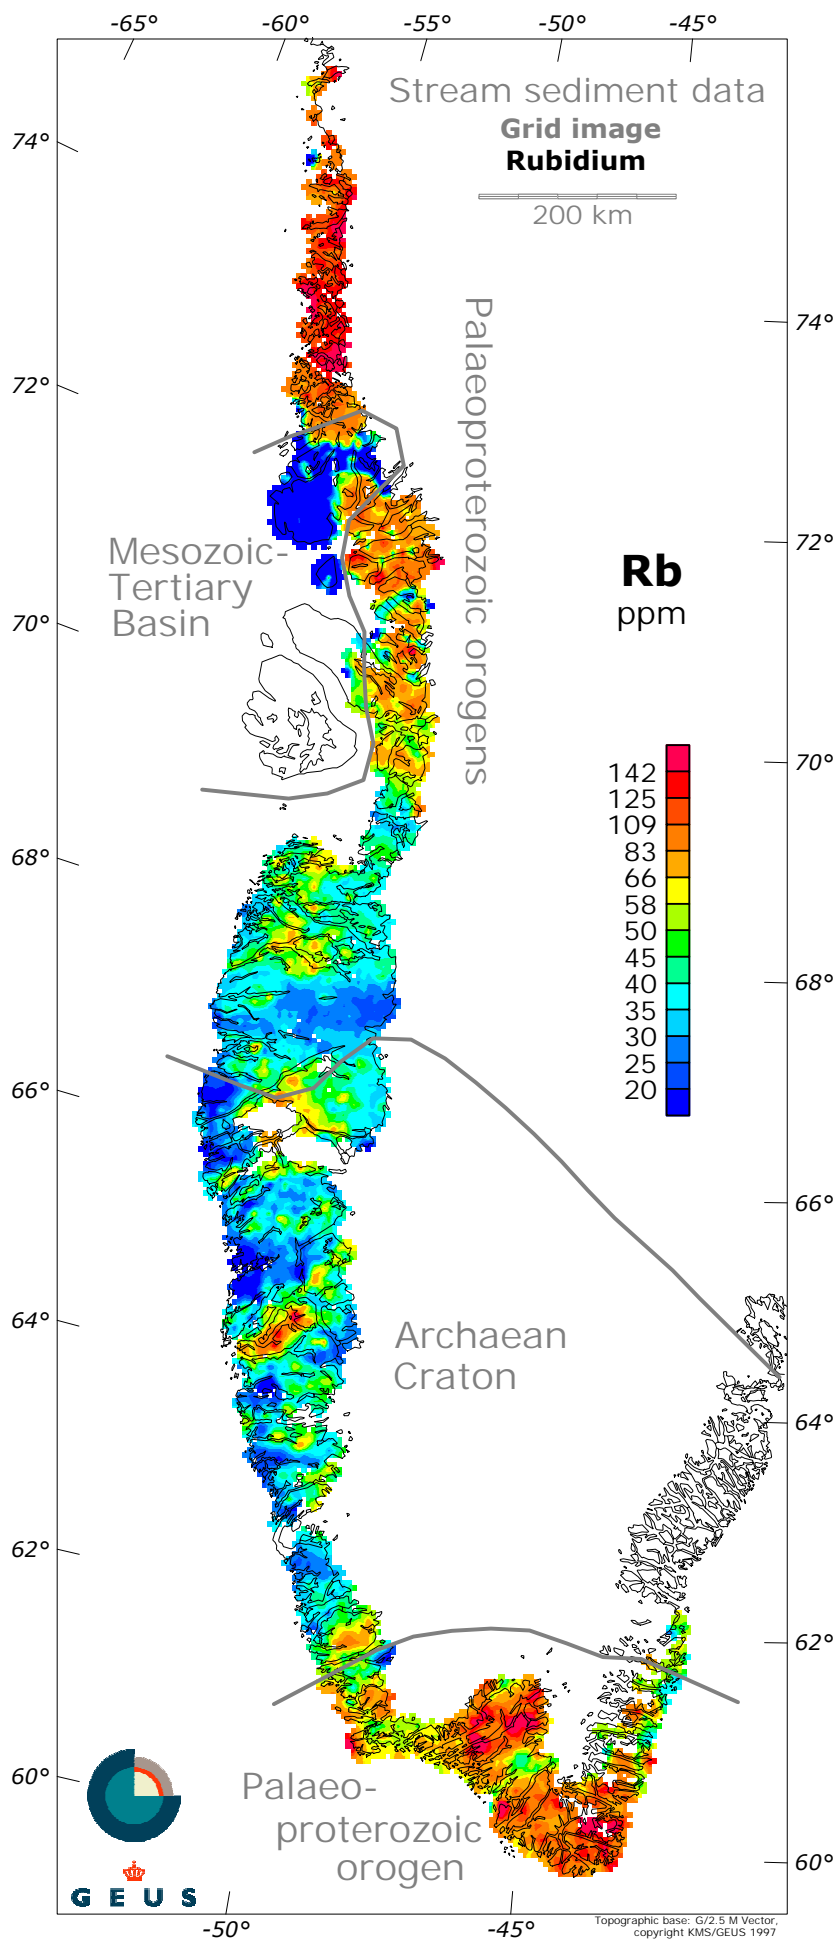 -65° -60° -55° -50° -45°
Stream sediment data
Grid image
Rubidium
200 km
74°
74°
72°
72°
Palaeoproterozoic orogens
Mesozoic-
Tertiary
Basin
Rb
ppm
70°
70°
142
125
109
83
66
58
50
45
40
35
30
25
20
68°
68°
66°
66°
64°
Archaean
Craton
64°
62°
62°
60°
Palaeo-
proterozoic
orogen
60°
G E U S
-50° -45°
Topographic base: G/2.5 M Vector,
copyright KMS/GEUS 1997